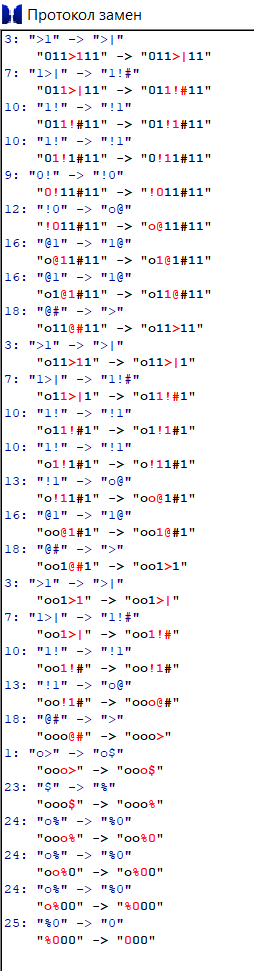 Протокол замен
3: ">1" -> ">|"
"011>111" -> "011>|11"
7: "1>|" -> "1!#"
"011>|11" -> "011!#11"
10: "1!" -> "!1"
"011!#11" -> "01!1#11"
10: "1!" -> "!1"
"01!1#11" -> "0!11#11"
9: "0!" -> "!0"
"0!11#11" -> "!011#11"
12: "!0" -> "o@"
"!011#11" -> "o@11#11"
16: "@1" -> "1@"
"o@11#11" -> "o1@1#11"
16: "@1" -> "1@"
"o1@1#11" -> "o11@#11"
18: "@#" -> ">"
"o11@#11" -> "o11>11"
3: ">1" -> ">|"
"o11>11" -> "o11>|1"
7: "1>|" -> "1!#"
"o11>|1" -> "o11!#1"
10: "1!" -> "!1"
"o11!#1" -> "o1!1#1"
10: "1!" -> "!1"
"o1!1#1" -> "o!11#1"
13: "!1" -> "o@"
"o!11#1" -> "oo@1#1"
16: "@1" -> "1@"
"oo@1#1" -> "oo1@#1"
18: "@#" -> ">"
"oo1@#1" -> "oo1>1"
3: ">1" -> ">|"
"oo1>1" -> "oo1>|"
7: "1>|" -> "1!#"
"oo1>|" -> "oo1!#"
10: "1!" -> "!1"
"oo1!#" -> "oo!1#"
13: "!1" -> "o@"
"oo!1#" -> "ooo@#"
18: "@#" -> ">"
"ooo@#" -> "ooo>"
1: "o>" -> "o$"
"ooo>" -> "ooo$"
23: "$" -> "%"
"ooo$" -> "ooo%"
24: "o%" -> "%0"
"ooo%" -> "oo%0"
24: "o%" -> "%0"
"oo%0" -> "o%00"
24: "o%" -> "%0"
"o%00" -> "%000"
25: "%0" -> "0"
"%000" -> "000"